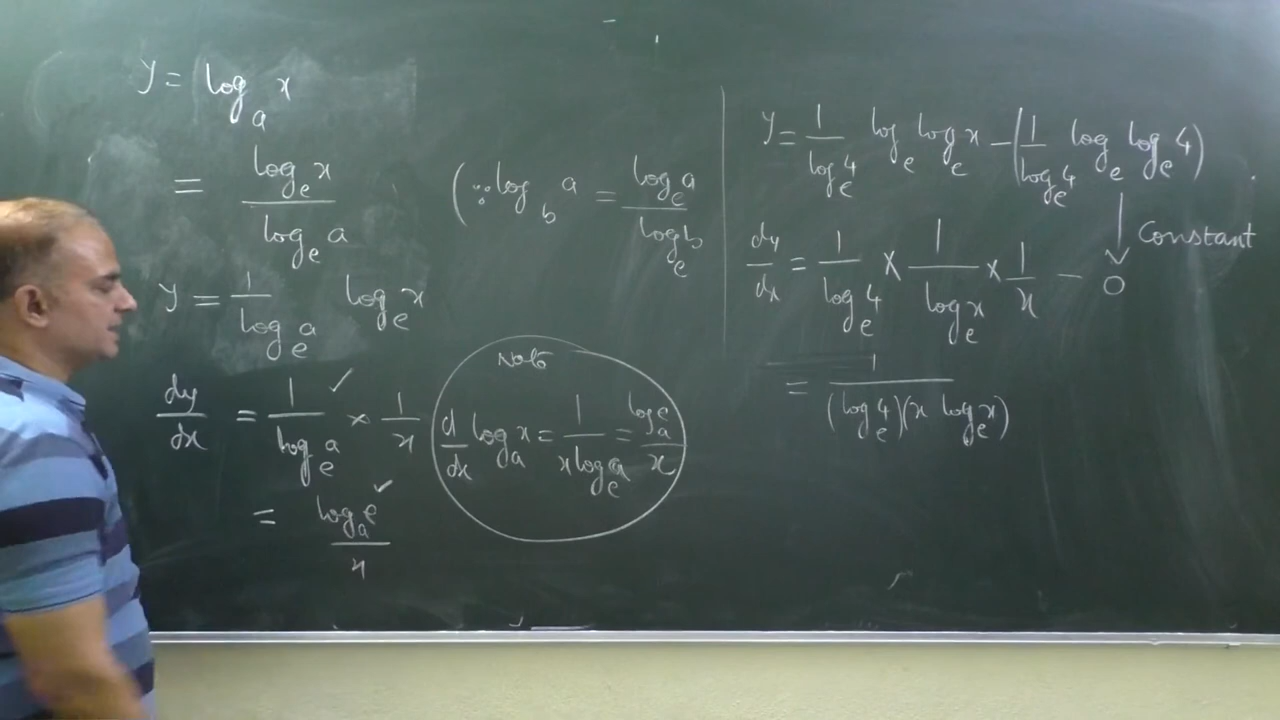 y = log_a x
= log_e x / log_e a
(∵ log_b a = log_e a / log_e b
y = 1 / log_e a log_e x
dy/dx = 1 / log_e a ✓ × 1/x
= log_a e ✓ / x
Note
d/dx log_a x = 1 / x log_e a = log_a e / x
y = 1 / log_e 4 log_e log_e x − (1 / log_e 4 log_e log_e 4)
↓ Constant
dy/dx = 1 / log_e 4 × 1 / log_e x × 1/x − 0
= 1 / (log_e 4)(x log_e x)